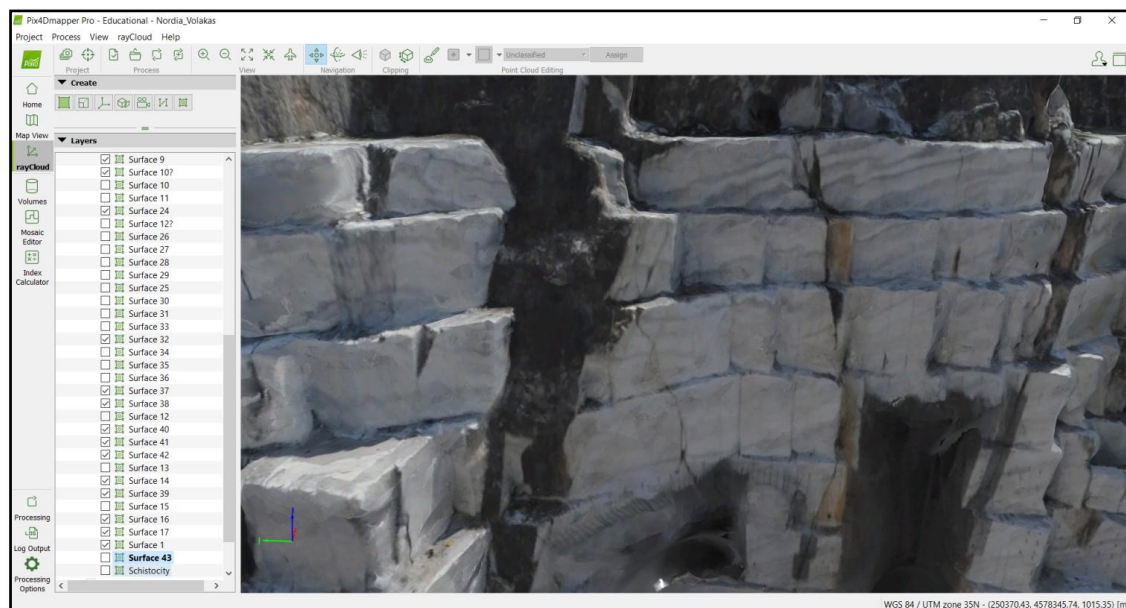 Pix4Dmapper Pro - Educational - Nordia_Volakas
Project Process View rayCloud Help
Project Process View Navigation Clipping Point Cloud Editing
Unclassified Assign
Create
Home
Map View
rayCloud
Volumes
Mosaic
Editor
Index
Calculator
Processing
Log Output
Processing
Options
Layers
Surface 9
Surface 10?
Surface 10
Surface 11
Surface 24
Surface 12?
Surface 26
Surface 27
Surface 28
Surface 29
Surface 25
Surface 30
Surface 31
Surface 33
Surface 32
Surface 34
Surface 35
Surface 36
Surface 37
Surface 38
Surface 12
Surface 40
Surface 41
Surface 42
Surface 13
Surface 14
Surface 39
Surface 15
Surface 16
Surface 17
Surface 1
Surface 43
Schistocity
WGS 84 / UTM zone 35N - (250370.43, 4578345.74, 1015.35) [m